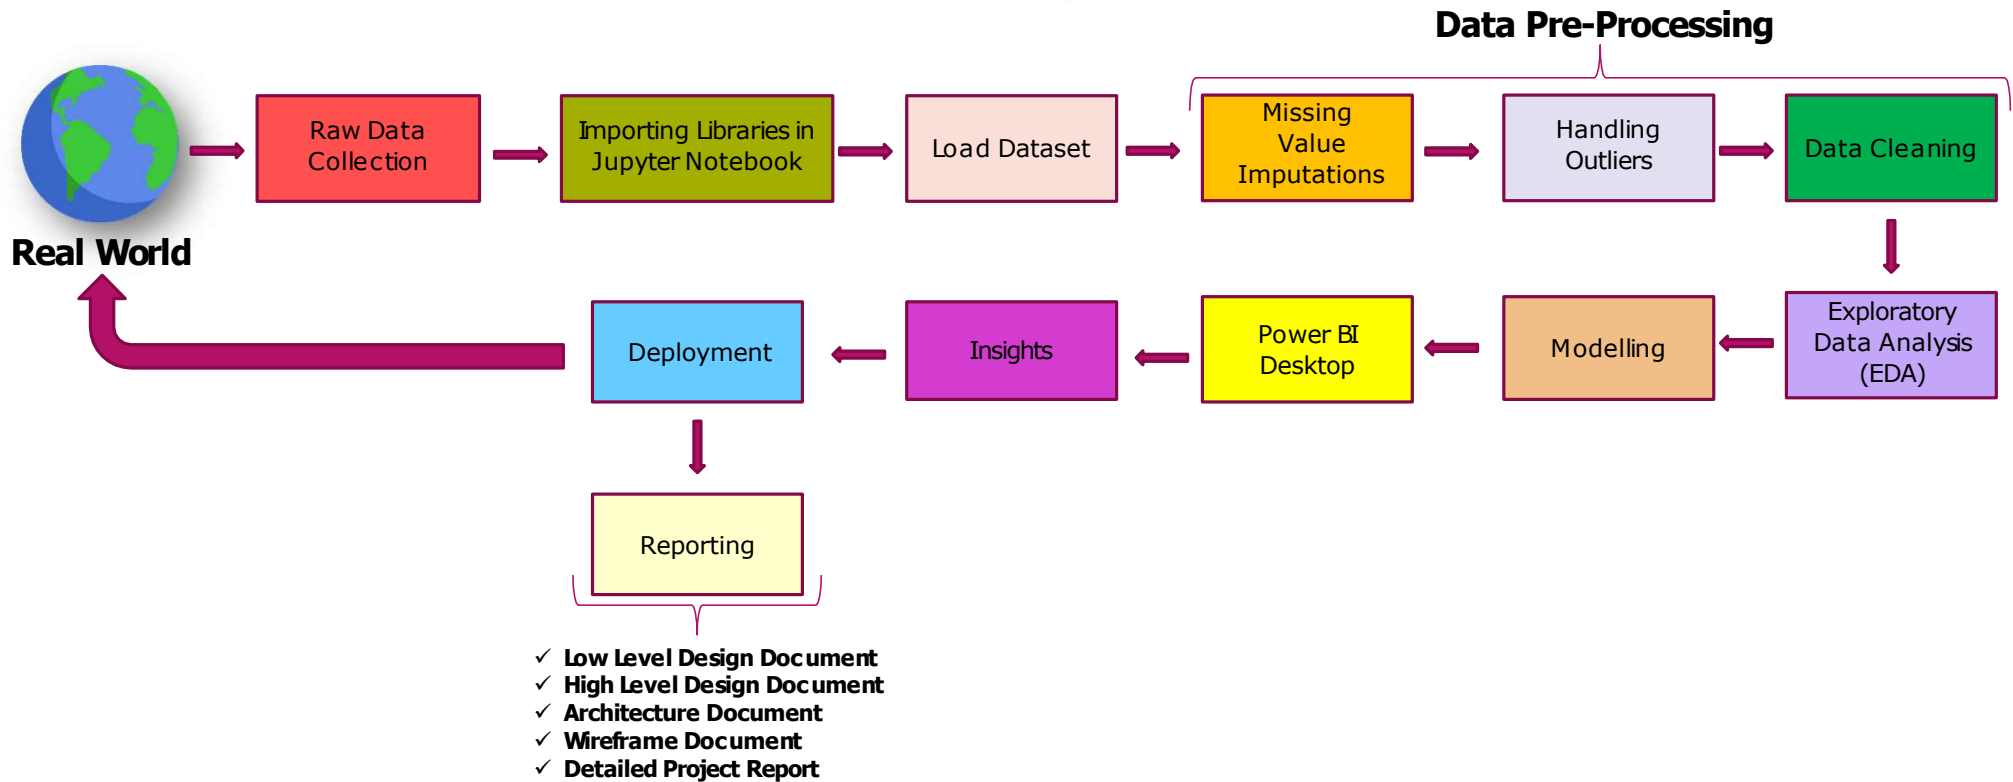 Data Pre-Processing
Raw Data
Collection
Importing Libraries in
Jupyter Notebook
Load Dataset
Missing
Value
Imputations
Handling
Outliers
Data Cleaning
Real World
Deployment
Insights
Power BI
Desktop
Modelling
Exploratory
Data Analysis
(EDA)
Reporting
✓ Low Level Design Document
✓ High Level Design Document
✓ Architecture Document
✓ Wireframe Document
✓ Detailed Project Report